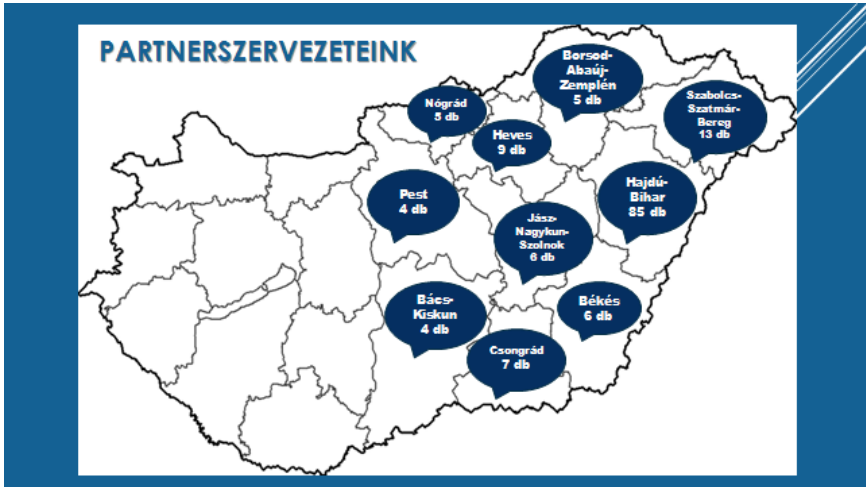 PARTNERSZERVEZETEINK
Borsod-
Abaúj-
Zemplén
5 db
Szabolcs-
Szatmár-
Bereg
13 db
Nógrád
5 db
Heves
9 db
Pest
4 db
Hajdú-
Bihar
85 db
Jász-
Nagykun-
Szolnok
6 db
Bács-
Kiskun
4 db
Békés
6 db
Csongrád
7 db